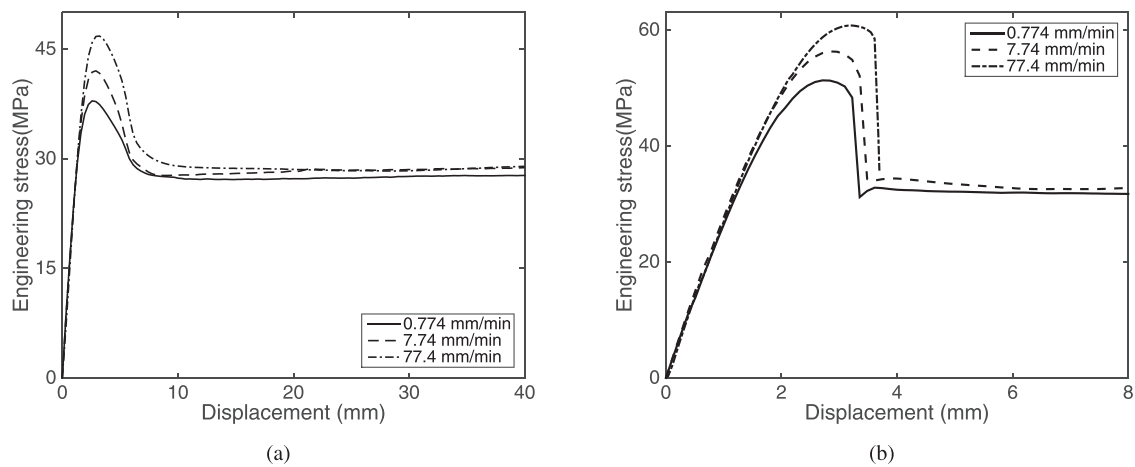 Engineering stress(MPa)
45
30
15
0
0 10 20 30 40
Displacement (mm)
0.774 mm/min
7.74 mm/min
77.4 mm/min
(a)
Engineering stress(MPa)
60
40
20
0
0 2 4 6 8
Displacement (mm)
0.774 mm/min
7.74 mm/min
77.4 mm/min
(b)